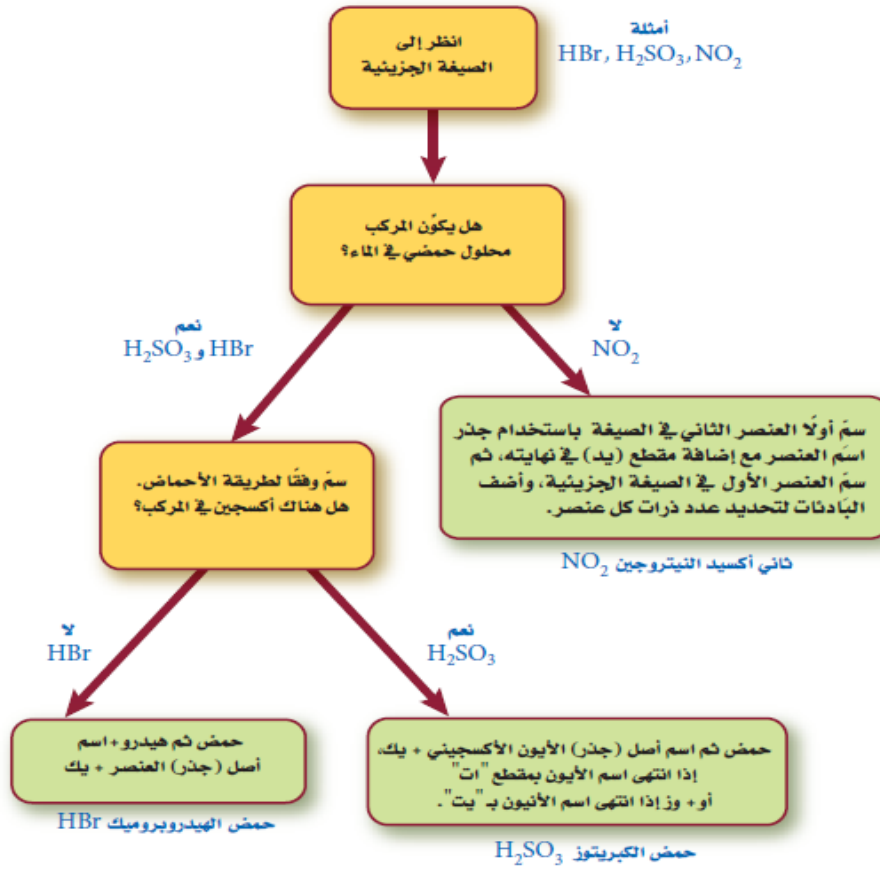 أمثلة
HBr, H₂SO₃, NO₂
انظر إلى
الصيغة الجزيئية
هل يكوّن المركب
محلول حمضي في الماء؟
نعم
HBr و H₂SO₃
لا
NO₂
سمّ أولًا العنصر الثاني في الصيغة باستخدام جذر
اسم العنصر مع إضافة مقطع (يد) في نهايته، ثم
سمّ العنصر الأول في الصيغة الجزيئية، وأضف
البادئات لتحديد عدد ذرات كل عنصر.
ثاني أكسيد النيتروجين NO₂
سمّ وفقًا لطريقة الأحماض.
هل هناك أكسجين في المركب؟
نعم
H₂SO₃
لا
HBr
حمض ثم اسم أصل (جذر) الأيون الأكسجيني + يك،
إذا انتهى اسم الأيون بمقطع "ات"
أو+ وز إذا انتهى اسم الأنيون بـ "يت".
حمض الكبريتوز H₂SO₃
حمض ثم هيدرو+اسم
أصل (جذر) العنصر + يك
حمض الهيدروبروميك HBr